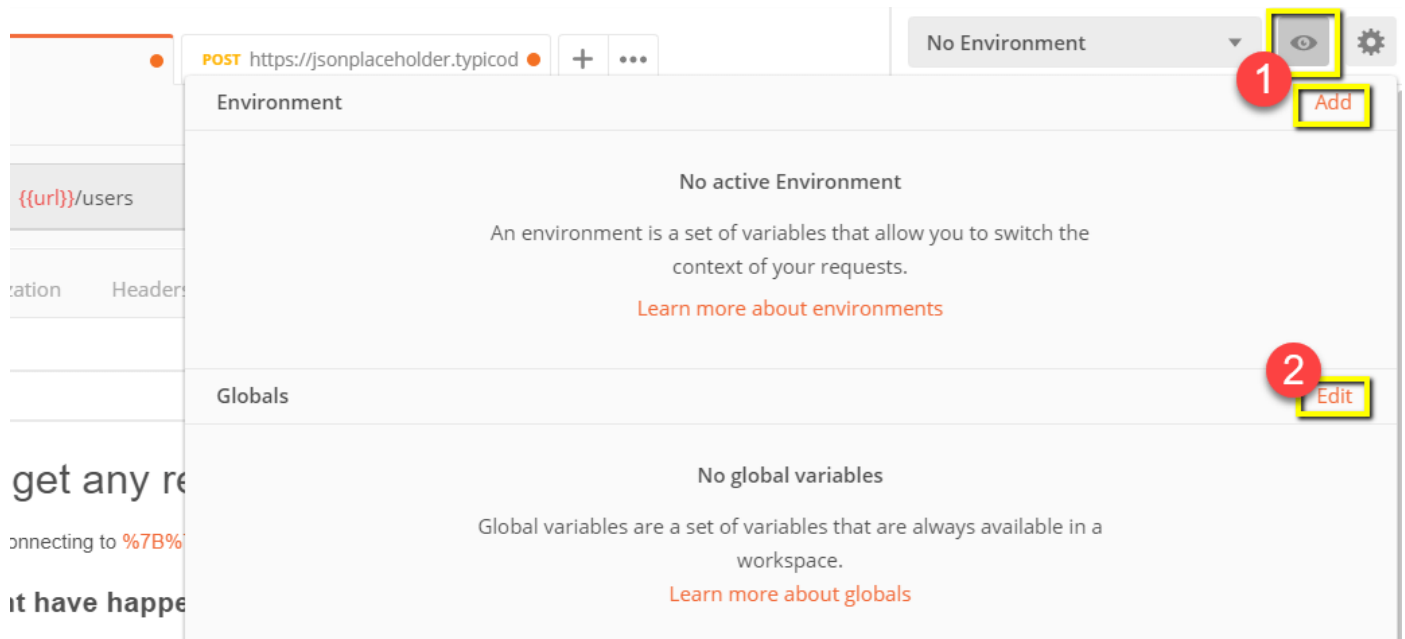 POST https://jsonplaceholder.typicod
No Environment
1
Environment
Add
{{url}}/users
No active Environment
An environment is a set of variables that allow you to switch the
context of your requests.
Learn more about environments
zation Headers
2
Globals
Edit
get any re
onnecting to %7B%
No global variables
Global variables are a set of variables that are always available in a
workspace.
Learn more about globals
nt have happe